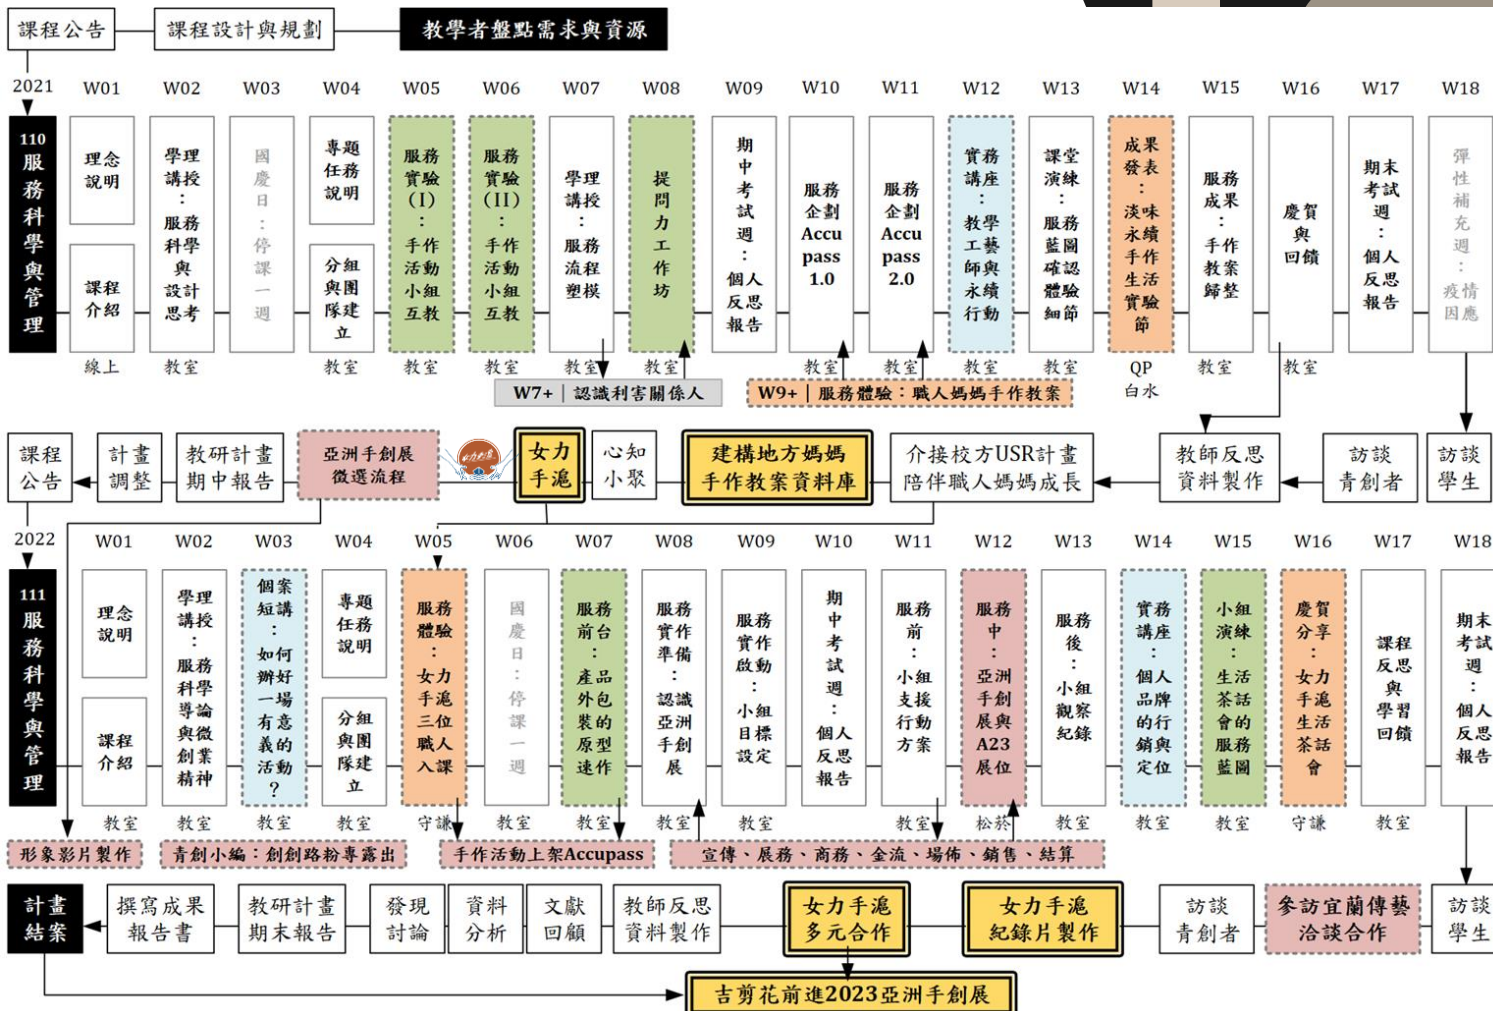 課程公告
課程設計與規劃
教學者盤點需求與資源
2021
W01
W02
W03
W04
W05
W06
W07
W08
W09
W10
W11
W12
W13
W14
W15
W16
W17
W18
110
服務科學與管理
理念
說明
課程
介紹
線上
學理
講授
：
服務
科學
與
設計
思考
教室
國慶日：停課一週
專題
任務
說明
分組
與團
隊建
立
教室
服務
實驗
(I)
：
手作
活動
小組
互教
教室
服務
實驗
(II)
：
手作
活動
小組
互教
教室
學理
講授
：
服務
流程
塑模
教室
提問力工作坊
教室
期中考試週
：
個人
反思
報告
服務
企劃
Accu
pass
1.0
教室
服務
企劃
Accu
pass
2.0
教室
實務
講座
：
教學
工藝
師與
永續
行動
教室
課堂
演練
：
服務
藍圖
確認
體驗
細節
教室
成果
發表
：
淡味
永續
手作
生活
實驗
節
QP
白水
服務
成果
：
手作
教案
歸整
教室
慶賀
與
回饋
教室
期末
考試
週
：
個人
反思
報告
彈性補充週
：
疫情
因應
W7+｜認識利害關係人
W9+｜服務體驗：職人媽媽手作教案
課程
公告
計畫
調整
教研計畫
期中報告
亞洲手創展
徵選流程
女力
手滬
心知
小聚
建構地方媽媽
手作教案資料庫
介接校方USR計畫
陪伴職人媽媽成長
教師反思
資料製作
訪談
青創者
訪談
學生
2022
W01
W02
W03
W04
W05
W06
W07
W08
W09
W10
W11
W12
W13
W14
W15
W16
W17
W18
111
服務科學與管理
理念
說明
課程
介紹
教室
學理
講授
：
服務
科學
導論
與微
創業
精神
教室
個案
短講
：
如何
辦好
一場
有意
義的
活動
？
教室
專題
任務
說明
分組
與團
隊建
立
教室
服務
體驗
：
女力
手滬
三位
職人
入課
守謙
國慶日：停課一週
教室
服務
前台
：
產品
外包
裝的
原型
速作
教室
服務
實作
準備
：
認識
亞洲
手創
展
教室
服務
實作
啟動
：
小組
目標
設定
教室
期中考試週
：
個人
反思
報告
服務
前
：
小組
支援
行動
方案
教室
服務
中
：
亞洲
手創
展與
A23
展位
松菸
服務
後
：
小組
觀察
紀錄
教室
實務
講座
：
個人
品牌
的行
銷與
定位
教室
小組
演練
：
生活
茶話
會的
服務
藍圖
教室
慶賀
分享
：
女力
手滬
生活
茶話
會
守謙
課程
反思
與
學習
回饋
教室
期末
考試
週
：
個人
反思
報告
形象影片製作
青創小編：創創路粉專露出
手作活動上架Accupass
宣傳、展務、商務、金流、場佈、銷售、結算
計畫
結案
撰寫成果
報告書
教研計畫
期末報告
發現
討論
資料
分析
文獻
回顧
教師反思
資料製作
女力手滬
多元合作
女力手滬
紀錄片製作
訪談
青創者
參訪宜蘭傳藝
洽談合作
訪談
學生
吉剪花前進2023亞洲手創展